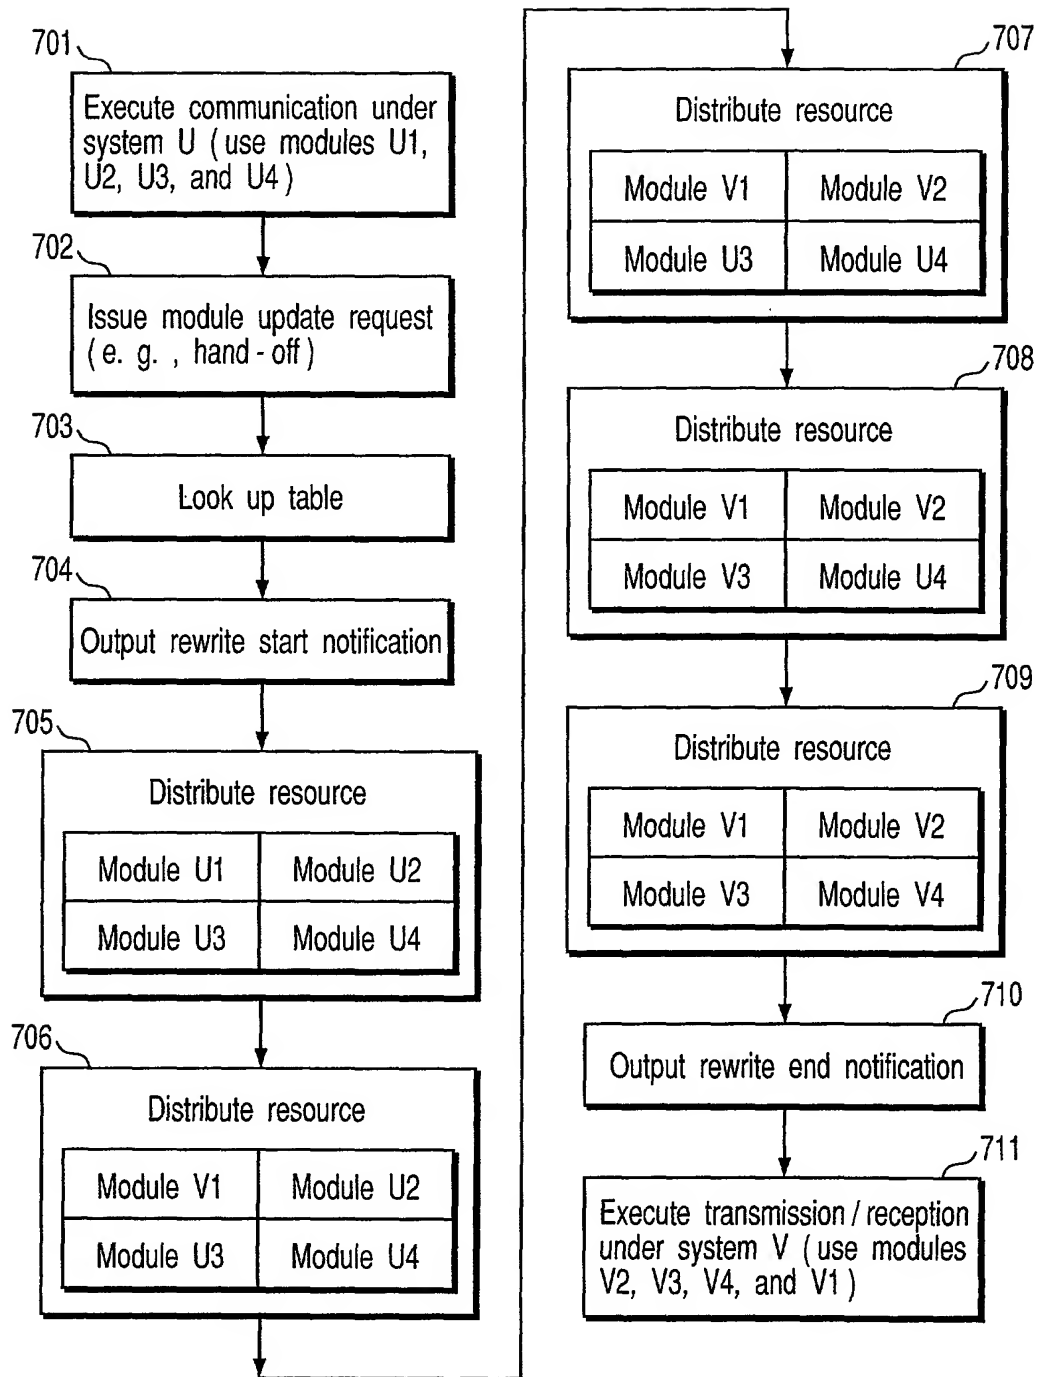 701
Execute communication under
system U (use modules U1,
U2, U3, and U4)
702
Issue module update request
(e. g. , hand-off)
703
Look up table
704
Output rewrite start notification
705
Distribute resource
Module U1 Module U2
Module U3 Module U4
706
Distribute resource
Module V1 Module U2
Module U3 Module U4
707
Distribute resource
Module V1 Module V2
Module U3 Module U4
708
Distribute resource
Module V1 Module V2
Module V3 Module U4
709
Distribute resource
Module V1 Module V2
Module V3 Module V4
710
Output rewrite end notification
711
Execute transmission/reception
under system V (use modules
V2, V3, V4, and V1)